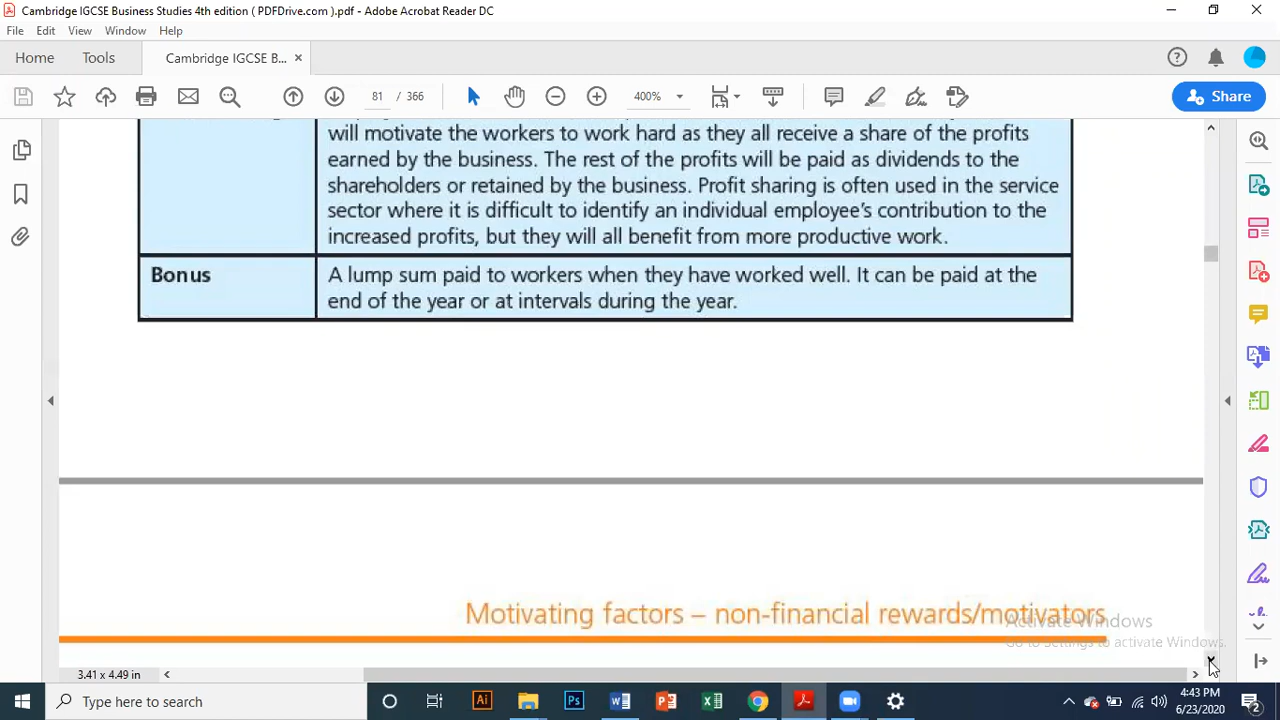 Cambridge IGCSE Business Studies 4th edition ( PDFDrive.com ).pdf - Adobe Acrobat Reader DC
File Edit View Window Help
Home Tools Cambridge IGCSE B... ×
81 / 366 400% Share
will motivate the workers to work hard as they all receive a share of the profits
earned by the business. The rest of the profits will be paid as dividends to the
shareholders or retained by the business. Profit sharing is often used in the service
sector where it is difficult to identify an individual employee's contribution to the
increased profits, but they will all benefit from more productive work.
Bonus A lump sum paid to workers when they have worked well. It can be paid at the
end of the year or at intervals during the year.
Motivating factors – non-financial rewards/motivators
Activate Windows
Go to Settings to activate Windows.
3.41 x 4.49 in
Type here to search
4:43 PM
6/23/2020
2